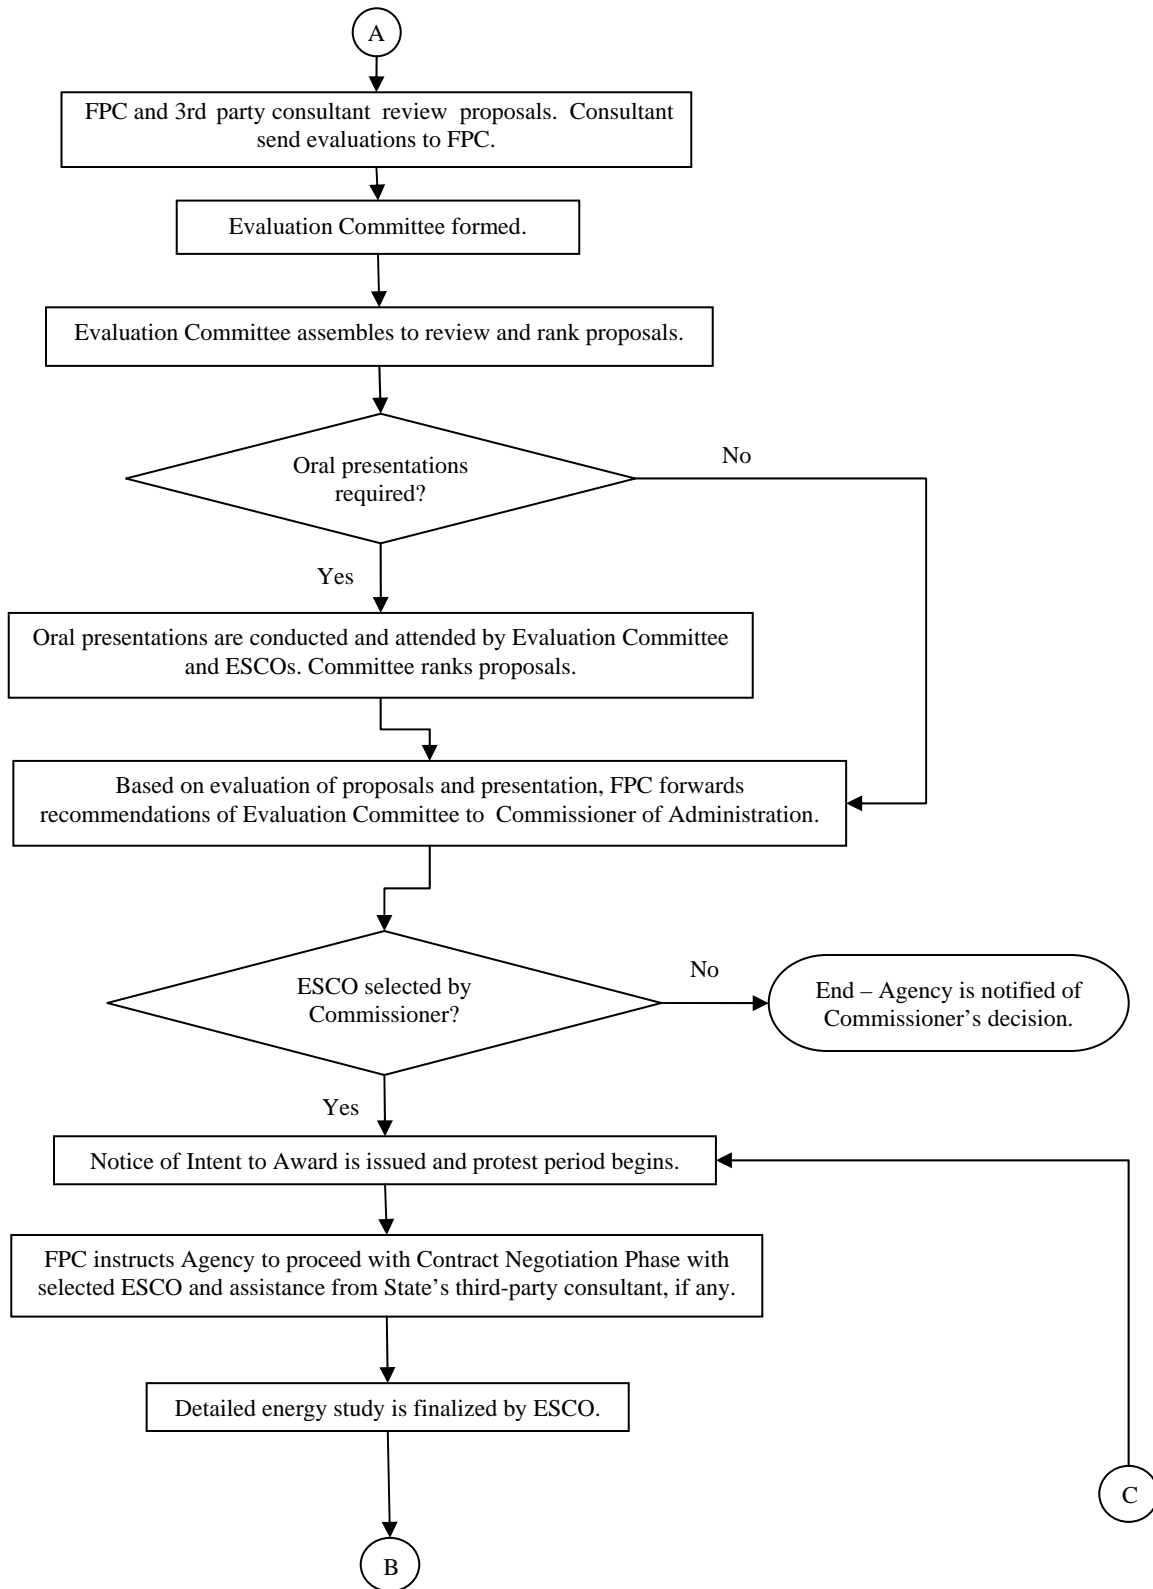 A
FPC and 3rd party consultant review proposals. Consultant
send evaluations to FPC.
Evaluation Committee formed.
Evaluation Committee assembles to review and rank proposals.
Oral presentations
required?
No
Yes
Oral presentations are conducted and attended by Evaluation Committee
and ESCOs. Committee ranks proposals.
Based on evaluation of proposals and presentation, FPC forwards
recommendations of Evaluation Committee to Commissioner of Administration.
ESCO selected by
Commissioner?
No
End – Agency is notified of
Commissioner’s decision.
Yes
Notice of Intent to Award is issued and protest period begins.
FPC instructs Agency to proceed with Contract Negotiation Phase with
selected ESCO and assistance from State’s third-party consultant, if any.
Detailed energy study is finalized by ESCO.
C
B